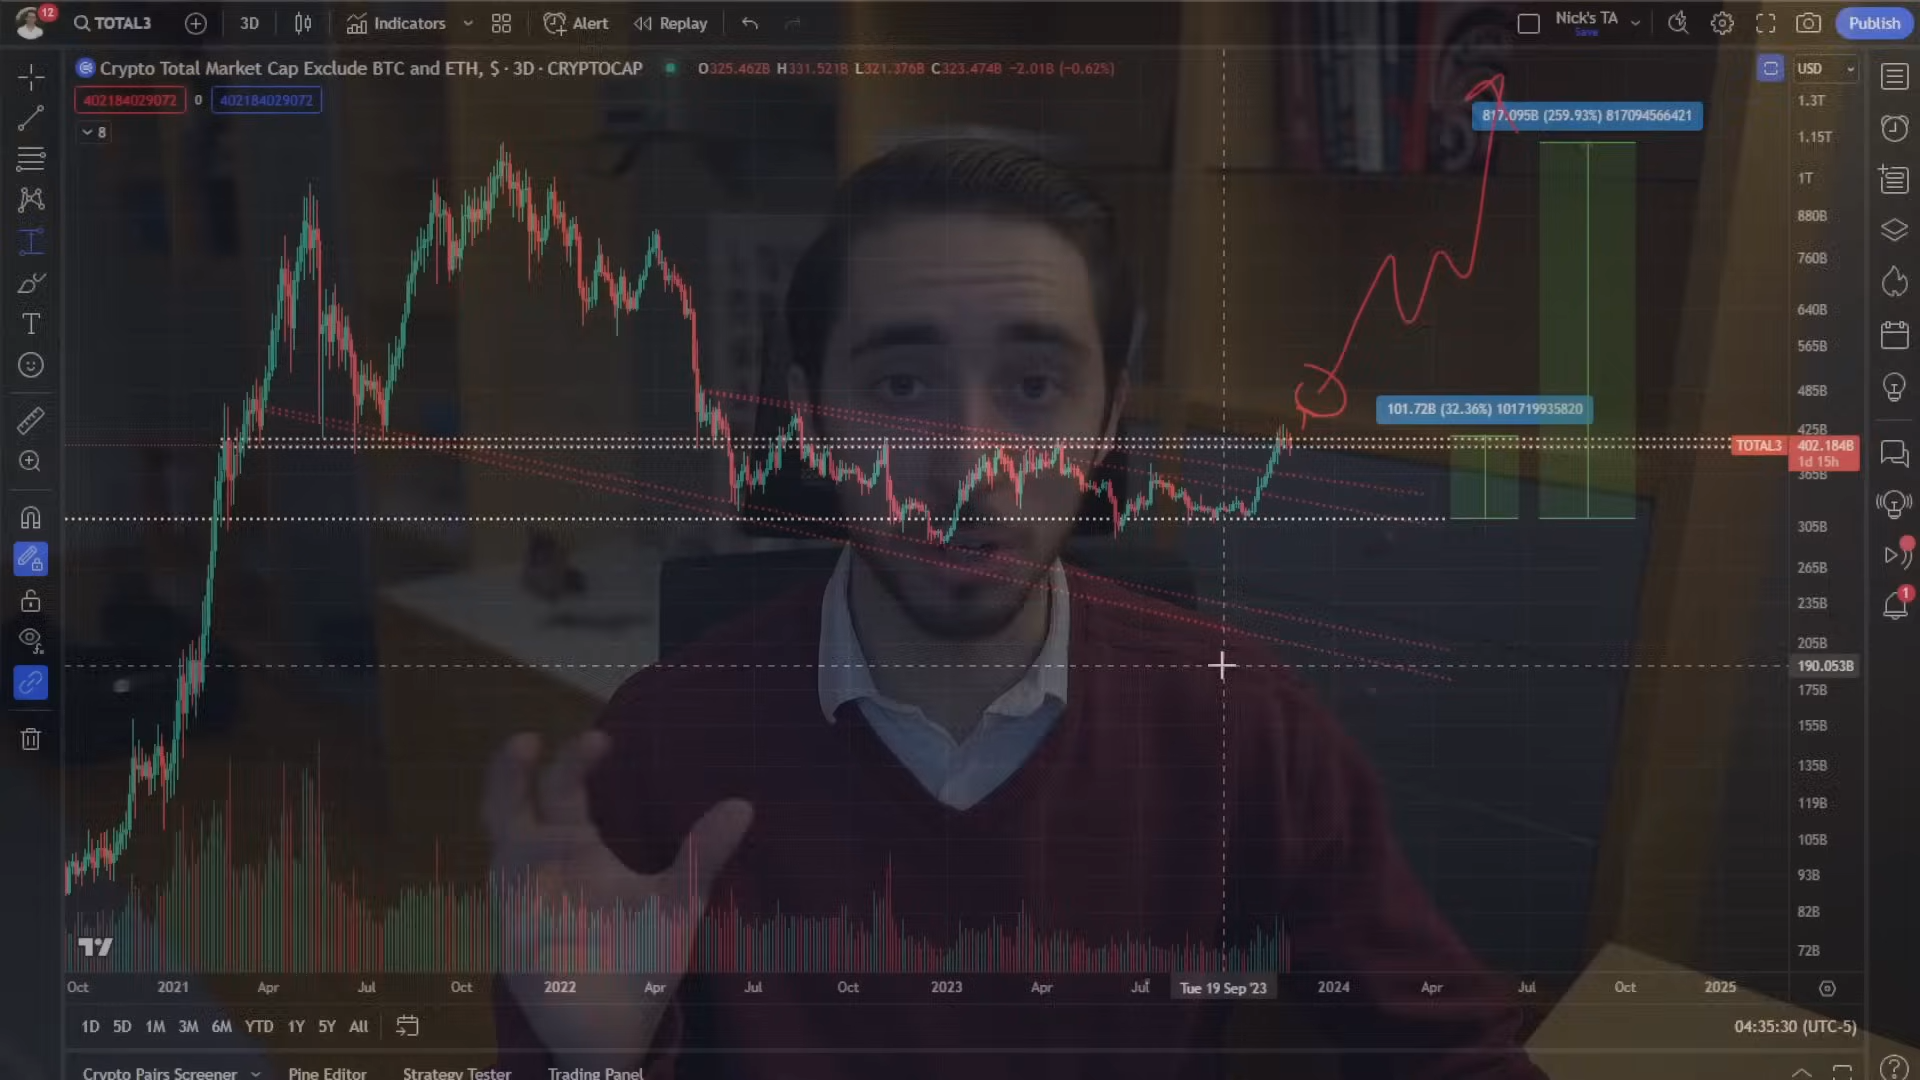 12
TOTAL3
3D
Indicators
Alert
Replay
Nick's TA
Save
Publish
Crypto Total Market Cap Exclude BTC and ETH, $ · 3D · CRYPTOCAP
O325.462B H331.521B L321.376B C323.474B −2.01B (−0.62%)
USD
402184029072 0 402184029072
8
817.095B (259.93%) 817094566421
101.72B (32.36%) 101719935820
1.3T
1.15T
1T
880B
760B
640B
565B
485B
425B
TOTAL3 402.184B
1d 15h
365B
305B
265B
235B
205B
190.053B
175B
155B
135B
119B
105B
93B
82B
72B
1
Oct 2021 Apr Jul Oct 2022 Apr Jul Oct 2023 Apr Jul Tue 19 Sep '23 2024 Apr Jul Oct 2025
1D 5D 1M 3M 6M YTD 1Y 5Y All
04:35:30 (UTC-5)
Crypto Pairs Screener Pine Editor Strategy Tester Trading Panel